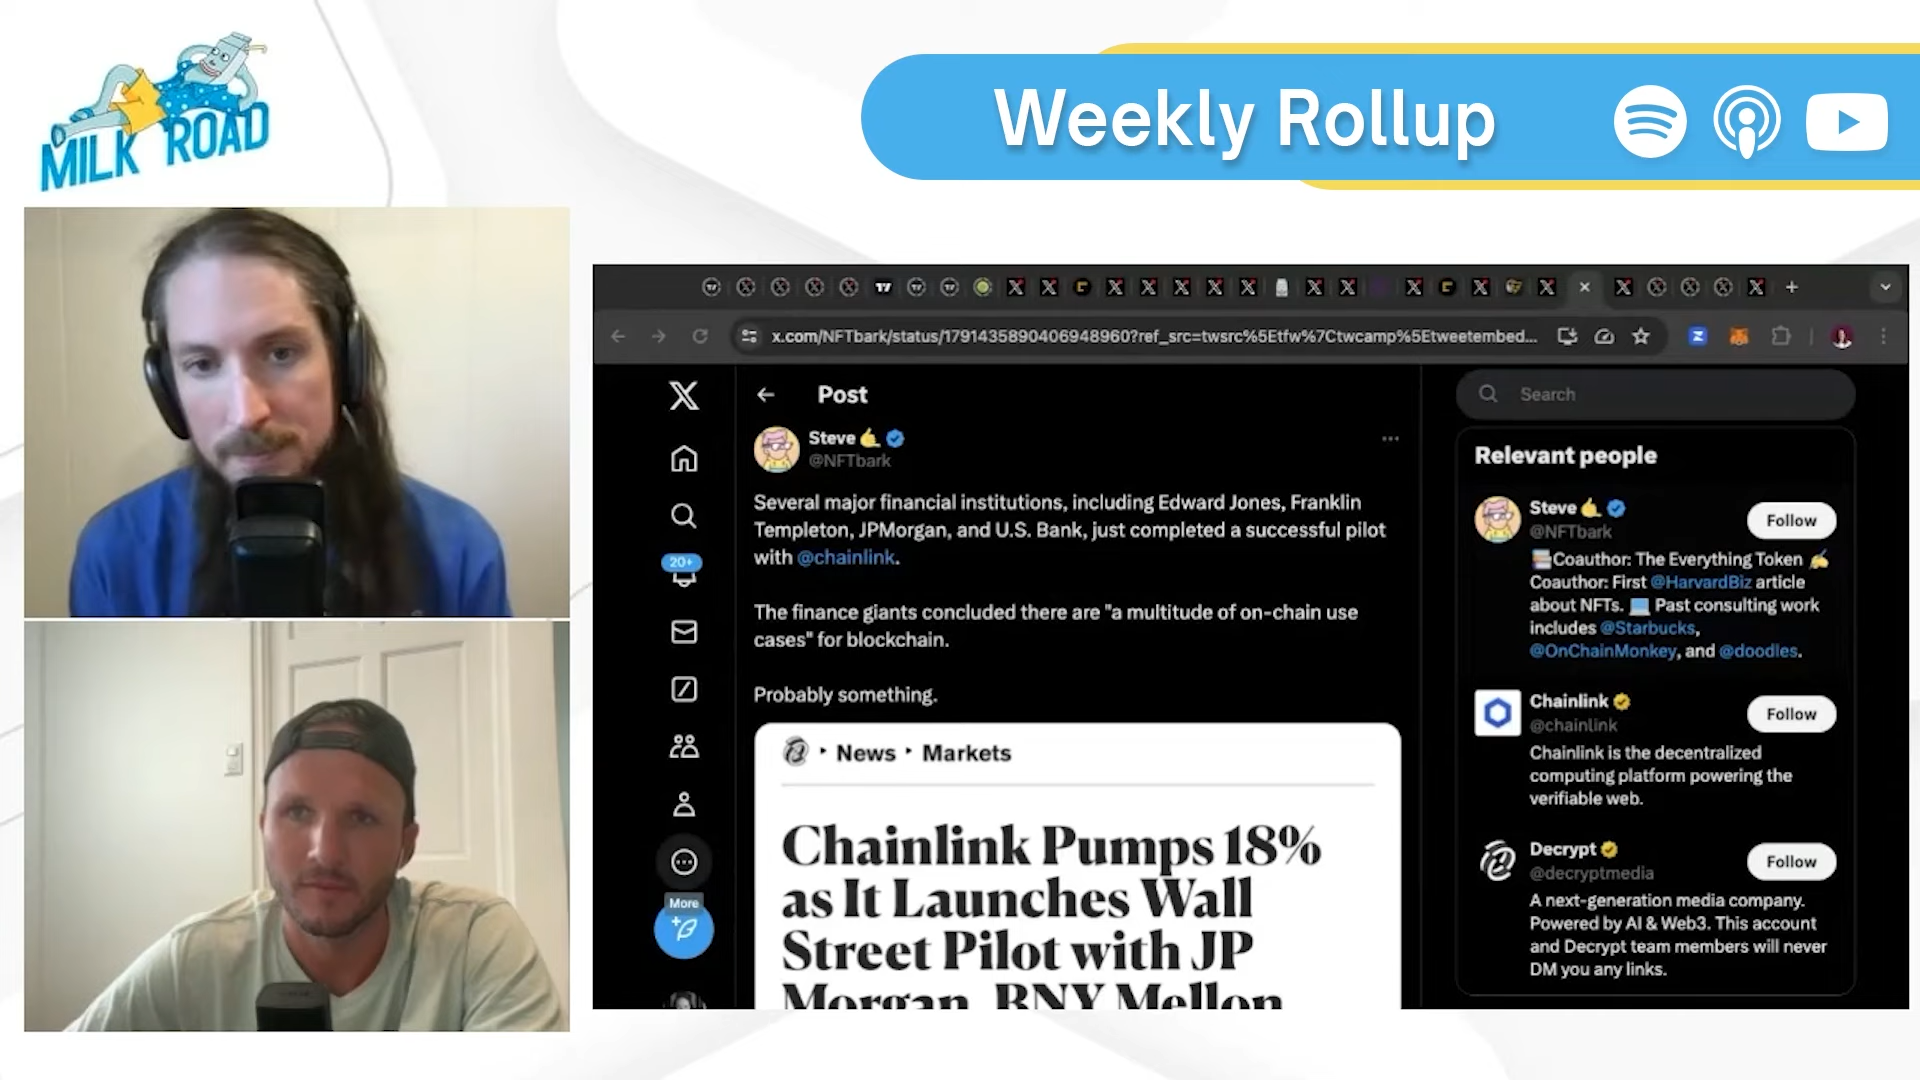 MILK ROAD
Weekly Rollup
x.com/NFTbark/status/1791435890406948960?ref_src=twsrc%5Etfw%7Ctwcamp%5Etweetembed...
Post
Steve
@NFTbark
Several major financial institutions, including Edward Jones, Franklin
Templeton, JPMorgan, and U.S. Bank, just completed a successful pilot
with @chainlink.
The finance giants concluded there are "a multitude of on-chain use
cases" for blockchain.
Probably something.
News
Markets
Chainlink Pumps 18%
as It Launches Wall
Street Pilot with JP
Morgan, BNY Mellon
20+
More
Search
Relevant people
Steve
@NFTbark
Follow
Coauthor: The Everything Token
Coauthor: First @HarvardBiz article
about NFTs. Past consulting work
includes @Starbucks,
@OnChainMonkey, and @doodles.
Chainlink
@chainlink
Follow
Chainlink is the decentralized
computing platform powering the
verifiable web.
Decrypt
@decryptmedia
Follow
A next-generation media company.
Powered by AI & Web3. This account
and Decrypt team members will never
DM you any links.